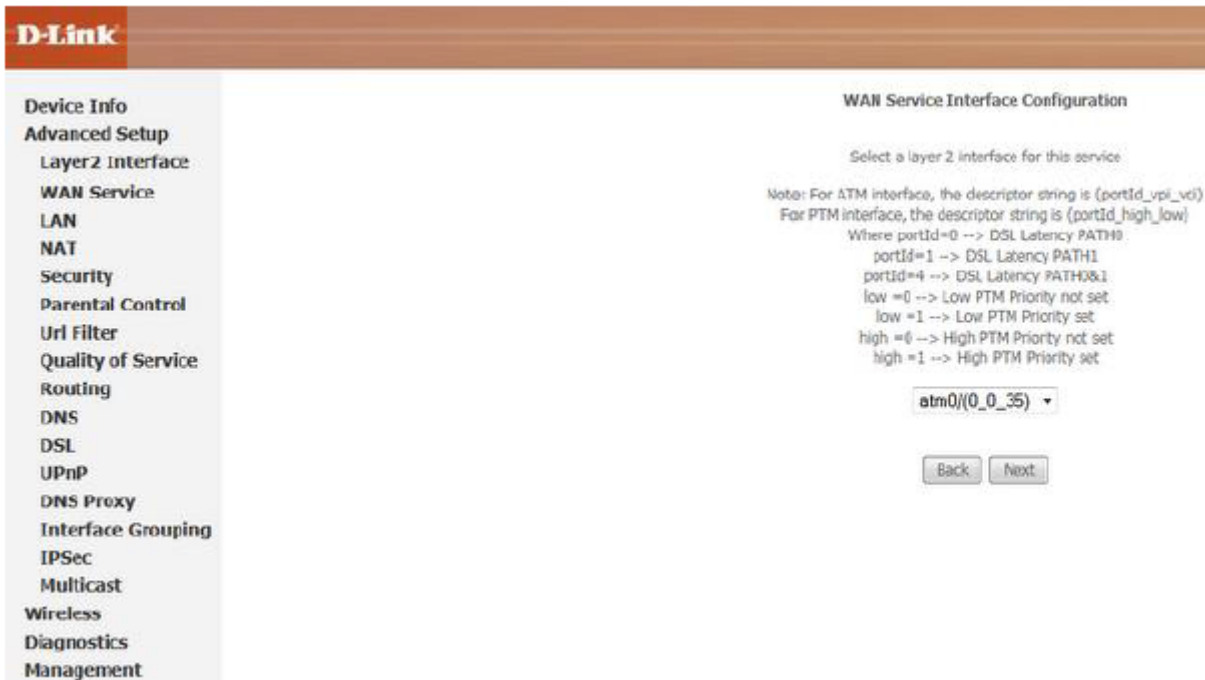 D-Link
Device Info
Advanced Setup
Layer2 Interface
WAN Service
LAN
NAT
Security
Parental Control
Url Filter
Quality of Service
Routing
DNS
DSL
UPnP
DNS Proxy
Interface Grouping
IPSec
Multicast
Wireless
Diagnostics
Management
WAN Service Interface Configuration
Select a layer 2 interface for this service
Note: For ATM interface, the descriptor string is (portId_vpi_vci)
For PTM interface, the descriptor string is (portId_high_low)
Where portId=0 --> DSL Latency PATH0
portId=1 --> DSL Latency PATH1
portId=4 --> DSL Latency PATH0&1
low =0 --> Low PTM Priority not set
low =1 --> Low PTM Priority set
high =0 --> High PTM Priority not set
high =1 --> High PTM Priority set
atm0/(0_0_35)
Back Next